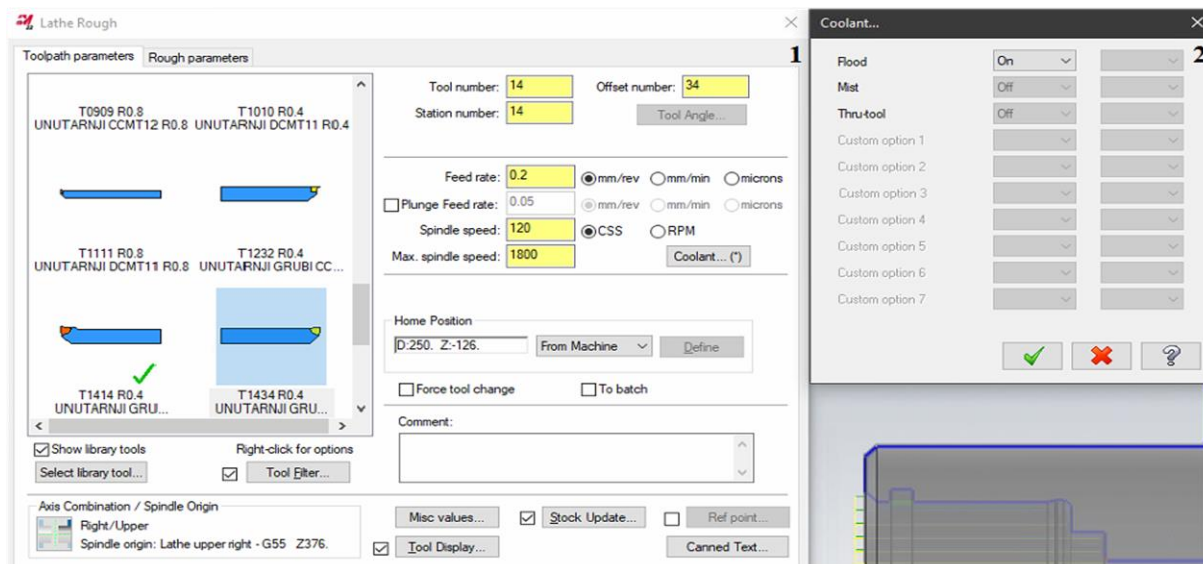 Lathe Rough
1
Toolpath parameters
Rough parameters
T0909 R0.8
UNUTARNJI CCMT12 R0.8
T1010 R0.4
UNUTARNJI DCMT11 R0.4
T1111 R0.8
UNUTARNJI DCMT11 R0.8
T1232 R0.4
UNUTARNJI GRUBI CC...
T1414 R0.4
UNUTARNJI GRU...
T1434 R0.4
UNUTARNJI GRU...
Show library tools
Right-click for options
Select library tool...
Tool Filter...
Axis Combination / Spindle Origin
Right/Upper
Spindle origin: Lathe upper right - G55 Z376.
Tool number: 14
Offset number: 34
Station number: 14
Tool Angle...
Feed rate: 0.2 mm/rev mm/min microns
Plunge Feed rate: 0.05 mm/rev mm/min microns
Spindle speed: 120 CSS RPM
Max. spindle speed: 1800
Coolant... (*)
Home Position
D:250. Z:-126. From Machine Define
Force tool change
To batch
Comment:
Misc values...
Stock Update...
Ref point...
Tool Display...
Canned Text...
Coolant...
2
Flood On
Mist Off
Thru-tool Off
Custom option 1
Custom option 2
Custom option 3
Custom option 4
Custom option 5
Custom option 6
Custom option 7